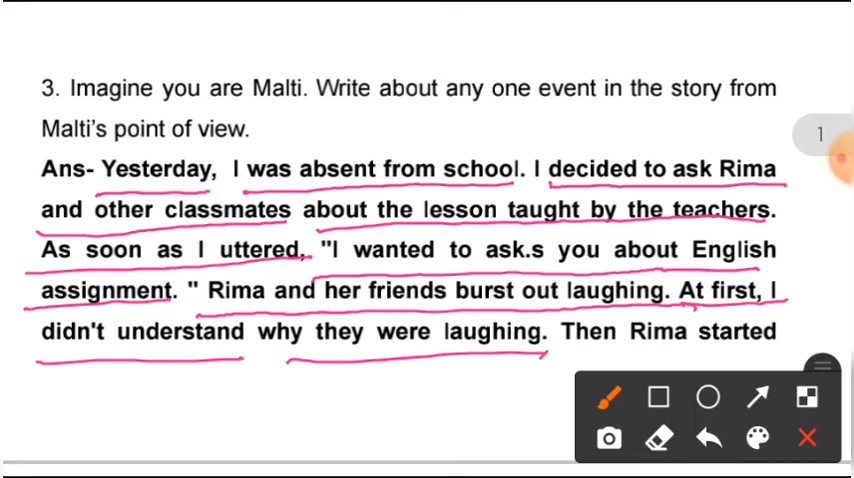 3. Imagine you are Malti. Write about any one event in the story from
Malti's point of view.
Ans- Yesterday, I was absent from school. I decided to ask Rima
and other classmates about the lesson taught by the teachers.
As soon as I uttered, "I wanted to ask.s you about English
assignment. " Rima and her friends burst out laughing. At first, I
didn't understand why they were laughing. Then Rima started
1